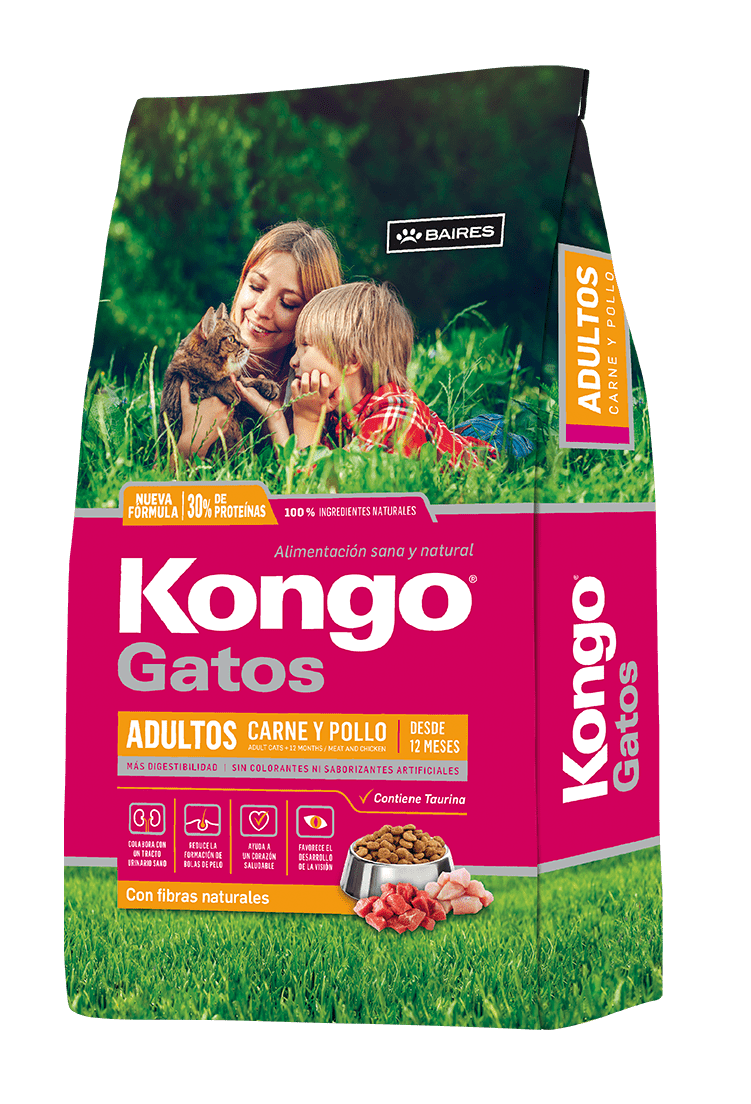 BAIRES
ADULTOS
CARNE Y POLLO
NUEVA
FÓRMULA
30% DE
PROTEÍNAS
100% INGREDIENTES NATURALES
Alimentación sana y natural
Kongo®
Gatos
ADULTOS
CARNE Y POLLO
ADULT CATS + 12 MONTHS / MEAT AND CHICKEN
DESDE
12 MESES
MÁS DIGESTIBILIDAD | SIN COLORANTES NI SABORIZANTES ARTIFICIALES
Contiene Taurina
COLABORA CON
UN TRACTO
URINARIO SANO
REDUCE LA
FORMACIÓN DE
BOLAS DE PELO
AYUDA A
UN CORAZÓN
SALUDABLE
FAVORECE EL
DESARROLLO
DE LA VISIÓN
Con fibras naturales
Kongo®
Gatos